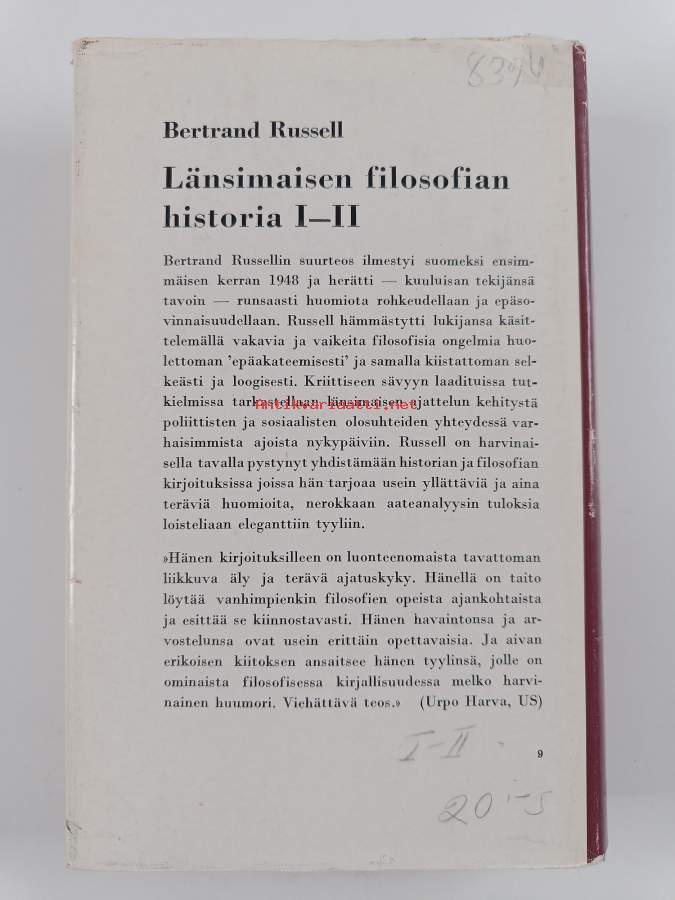 Bertrand Russell
Länsimaisen filosofian
historia I—II
Bertrand Russellin suurteos ilmestyi suomeksi ensim-
mäisen kerran 1948 ja herätti — kuuluisan tekijänsä
tavoin — runsaasti huomiota rohkeudellaan ja epäso-
vinnaisuudellaan. Russell hämmästytti lukijansa käsit-
telemällä vakavia ja vaikeita filosofisia ongelmia huo-
lettoman 'epäakateemisesti' ja samalla kiistattoman sel-
keästi ja loogisesti. Kriittiseen sävyyn laadituissa tut-
kielmissa tarkastellaan länsimaisen ajattelun kehitystä
Antikvariaatti.net
poliittisten ja sosiaalisten olosuhteiden yhteydessä var-
haisimmista ajoista nykypäiviin. Russell on harvinai-
sella tavalla pystynyt yhdistämään historian ja filosofian
kirjoituksissa joissa hän tarjoaa usein yllättäviä ja aina
teräviä huomioita, nerokkaan aateanalyysin tuloksia
loisteliaan eleganttiin tyyliin.
»Hänen kirjoituksilleen on luonteenomaista tavattoman
liikkuva äly ja terävä ajatuskyky. Hänellä on taito
löytää vanhimpienkin filosofien opeista ajankohtaista
ja esittää se kiinnostavasti. Hänen havaintonsa ja ar-
vostelunsa ovat usein erittäin opettavaisia. Ja aivan
erikoisen kiitoksen ansaitsee hänen tyylinsä, jolle on
ominaista filosofisessa kirjallisuudessa melko harvi-
nainen huumori. Viehättävä teos.» (Urpo Harva, US)
I-II
9